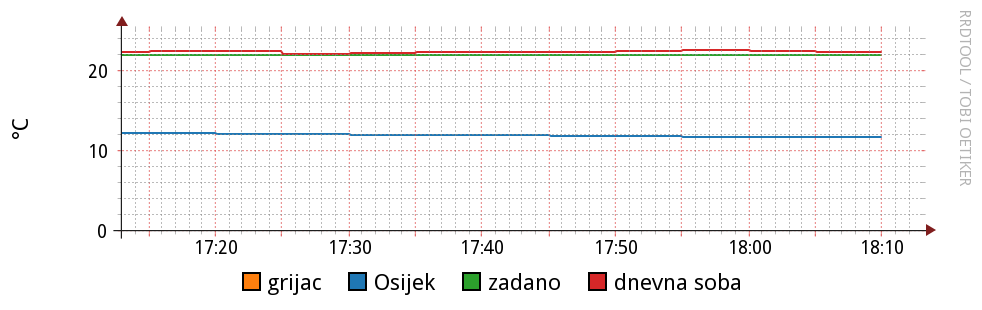 RRDTOOL / TOBI OETIKER
°C
20
10
0
17:20 17:30 17:40 17:50 18:00 18:10
grijac Osijek zadano dnevna soba